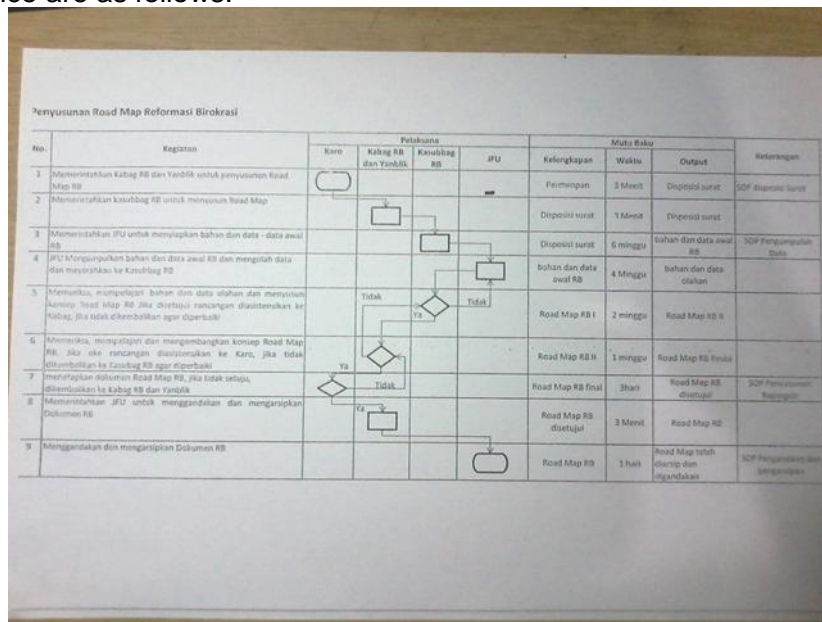 are as follows:
Penyusunan Road Map Reformasi Birokrasi
No. Kegiatan Pelaksana Mutu Baku Keterangan
Karo Kabag RB dan Yanblik Kasubbag RB JFU Kelengkapan Waktu Output
1 Memerintahkan Kabag RB dan Yanblik untuk penyusunan Road
Map RB
Permenpan 3 Menit Disposisi surat SOP disposisi Surat
2 Memerintahkan kasubbag RB untuk menyusun Road Map
Disposisi surat 3 Menit Disposisi surat
3 Memerintahkan JFU untuk menyiapkan bahan dan data - data awal
RB
Disposisi surat 6 minggu bahan dan data awal RB SOP Pengumpulan Data
4 JFU Mengumpulkan bahan dan data awal RB dan mengolah data
dan meyerahkan ke Kasubbag RB
bahan dan data awal RB 4 Minggu bahan dan data olahan
5 Memeriksa, mempelajari bahan dan data olahan dan menyusun
konsep Road Map RB Jika disetujui rancangan diasistensikan ke
Kabag, Jika tidak dikembalikan agar diperbaiki
Tidak Ya Tidak
Road Map RB I 2 minggu Road Map RB II
6 Memeriksa, mempelajari dan mengembangkan konsep Road Map
RB. Jika oke rancangan diasistensikan ke Karo, jika tidak
dikembalikan ke Kasubag RB agar diperbaiki
Ya
Road Map RB II 1 minggu Road Map RB
7 menetapkan dokumen Road Map RB, jika tidak setuju,
dikembalikan ke Kabag RB dan Yanblik
Tidak
Road Map RB final 3hari Road Map RB disetujui SOP
8 Memerintahkan JFU untuk menggandakan dan mengarsipkan
Dokumen RB
Ya
Road Map RB disetujui 3 Menit Road Map RB
9 Menggandakan dan mengarsipkan Dokumen RB
Road Map RB 1 hari Road Map telah diarsip dan digandakan SOP